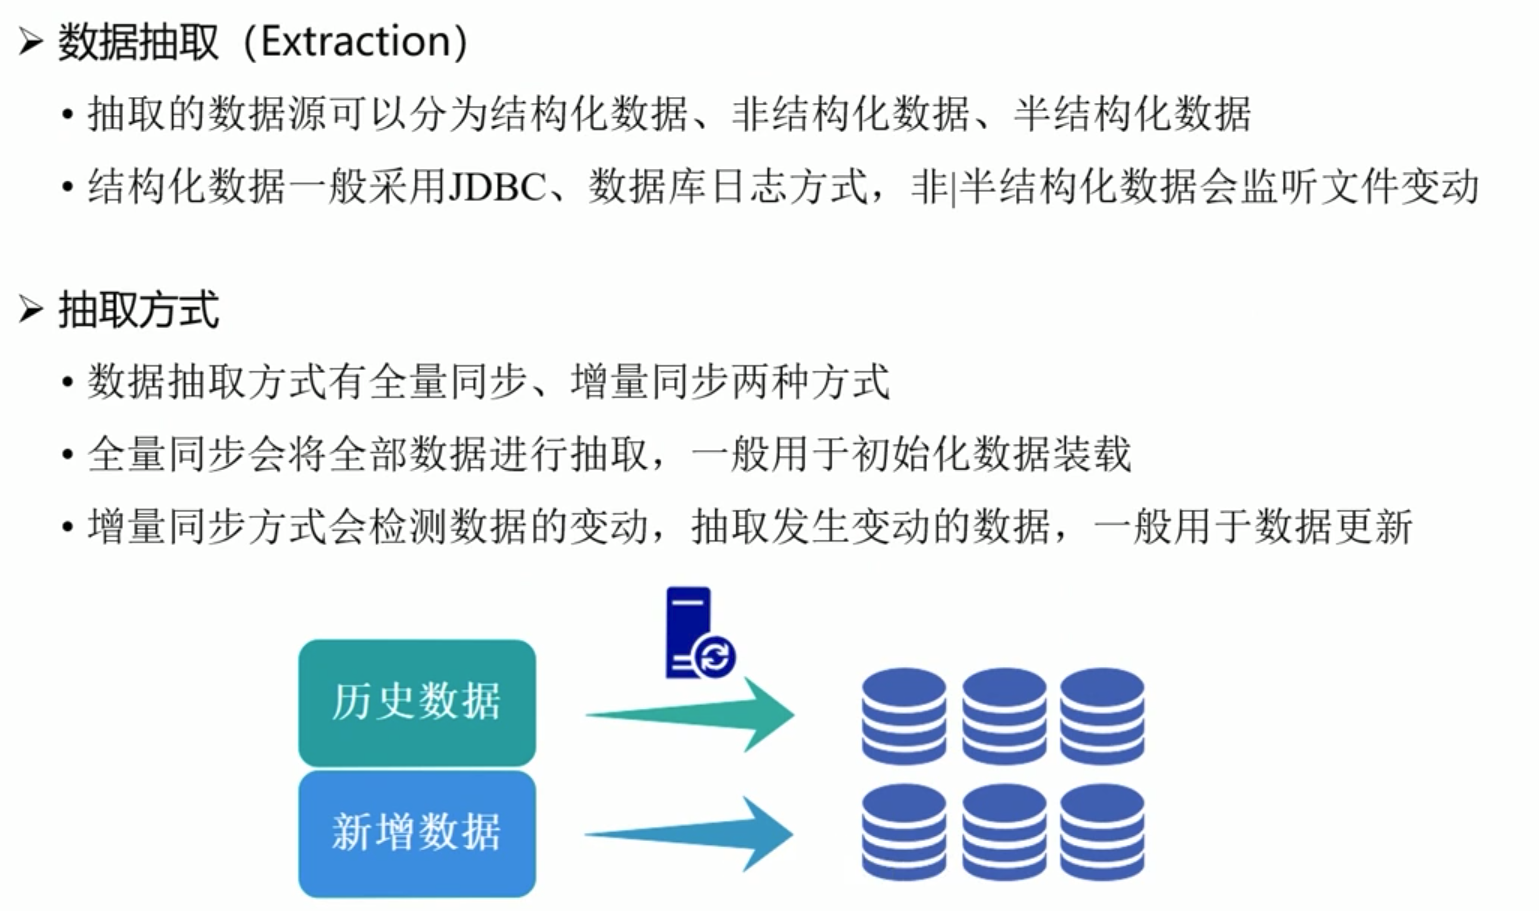 数据抽取（Extraction）
• 抽取的数据源可以分为结构化数据、非结构化数据、半结构化数据
• 结构化数据一般采用JDBC、数据库日志方式，非|半结构化数据会监听文件变动
抽取方式
• 数据抽取方式有全量同步、增量同步两种方式
• 全量同步会将全部数据进行抽取，一般用于初始化数据装载
• 增量同步方式会检测数据的变动，抽取发生变动的数据，一般用于数据更新
历史数据
新增数据